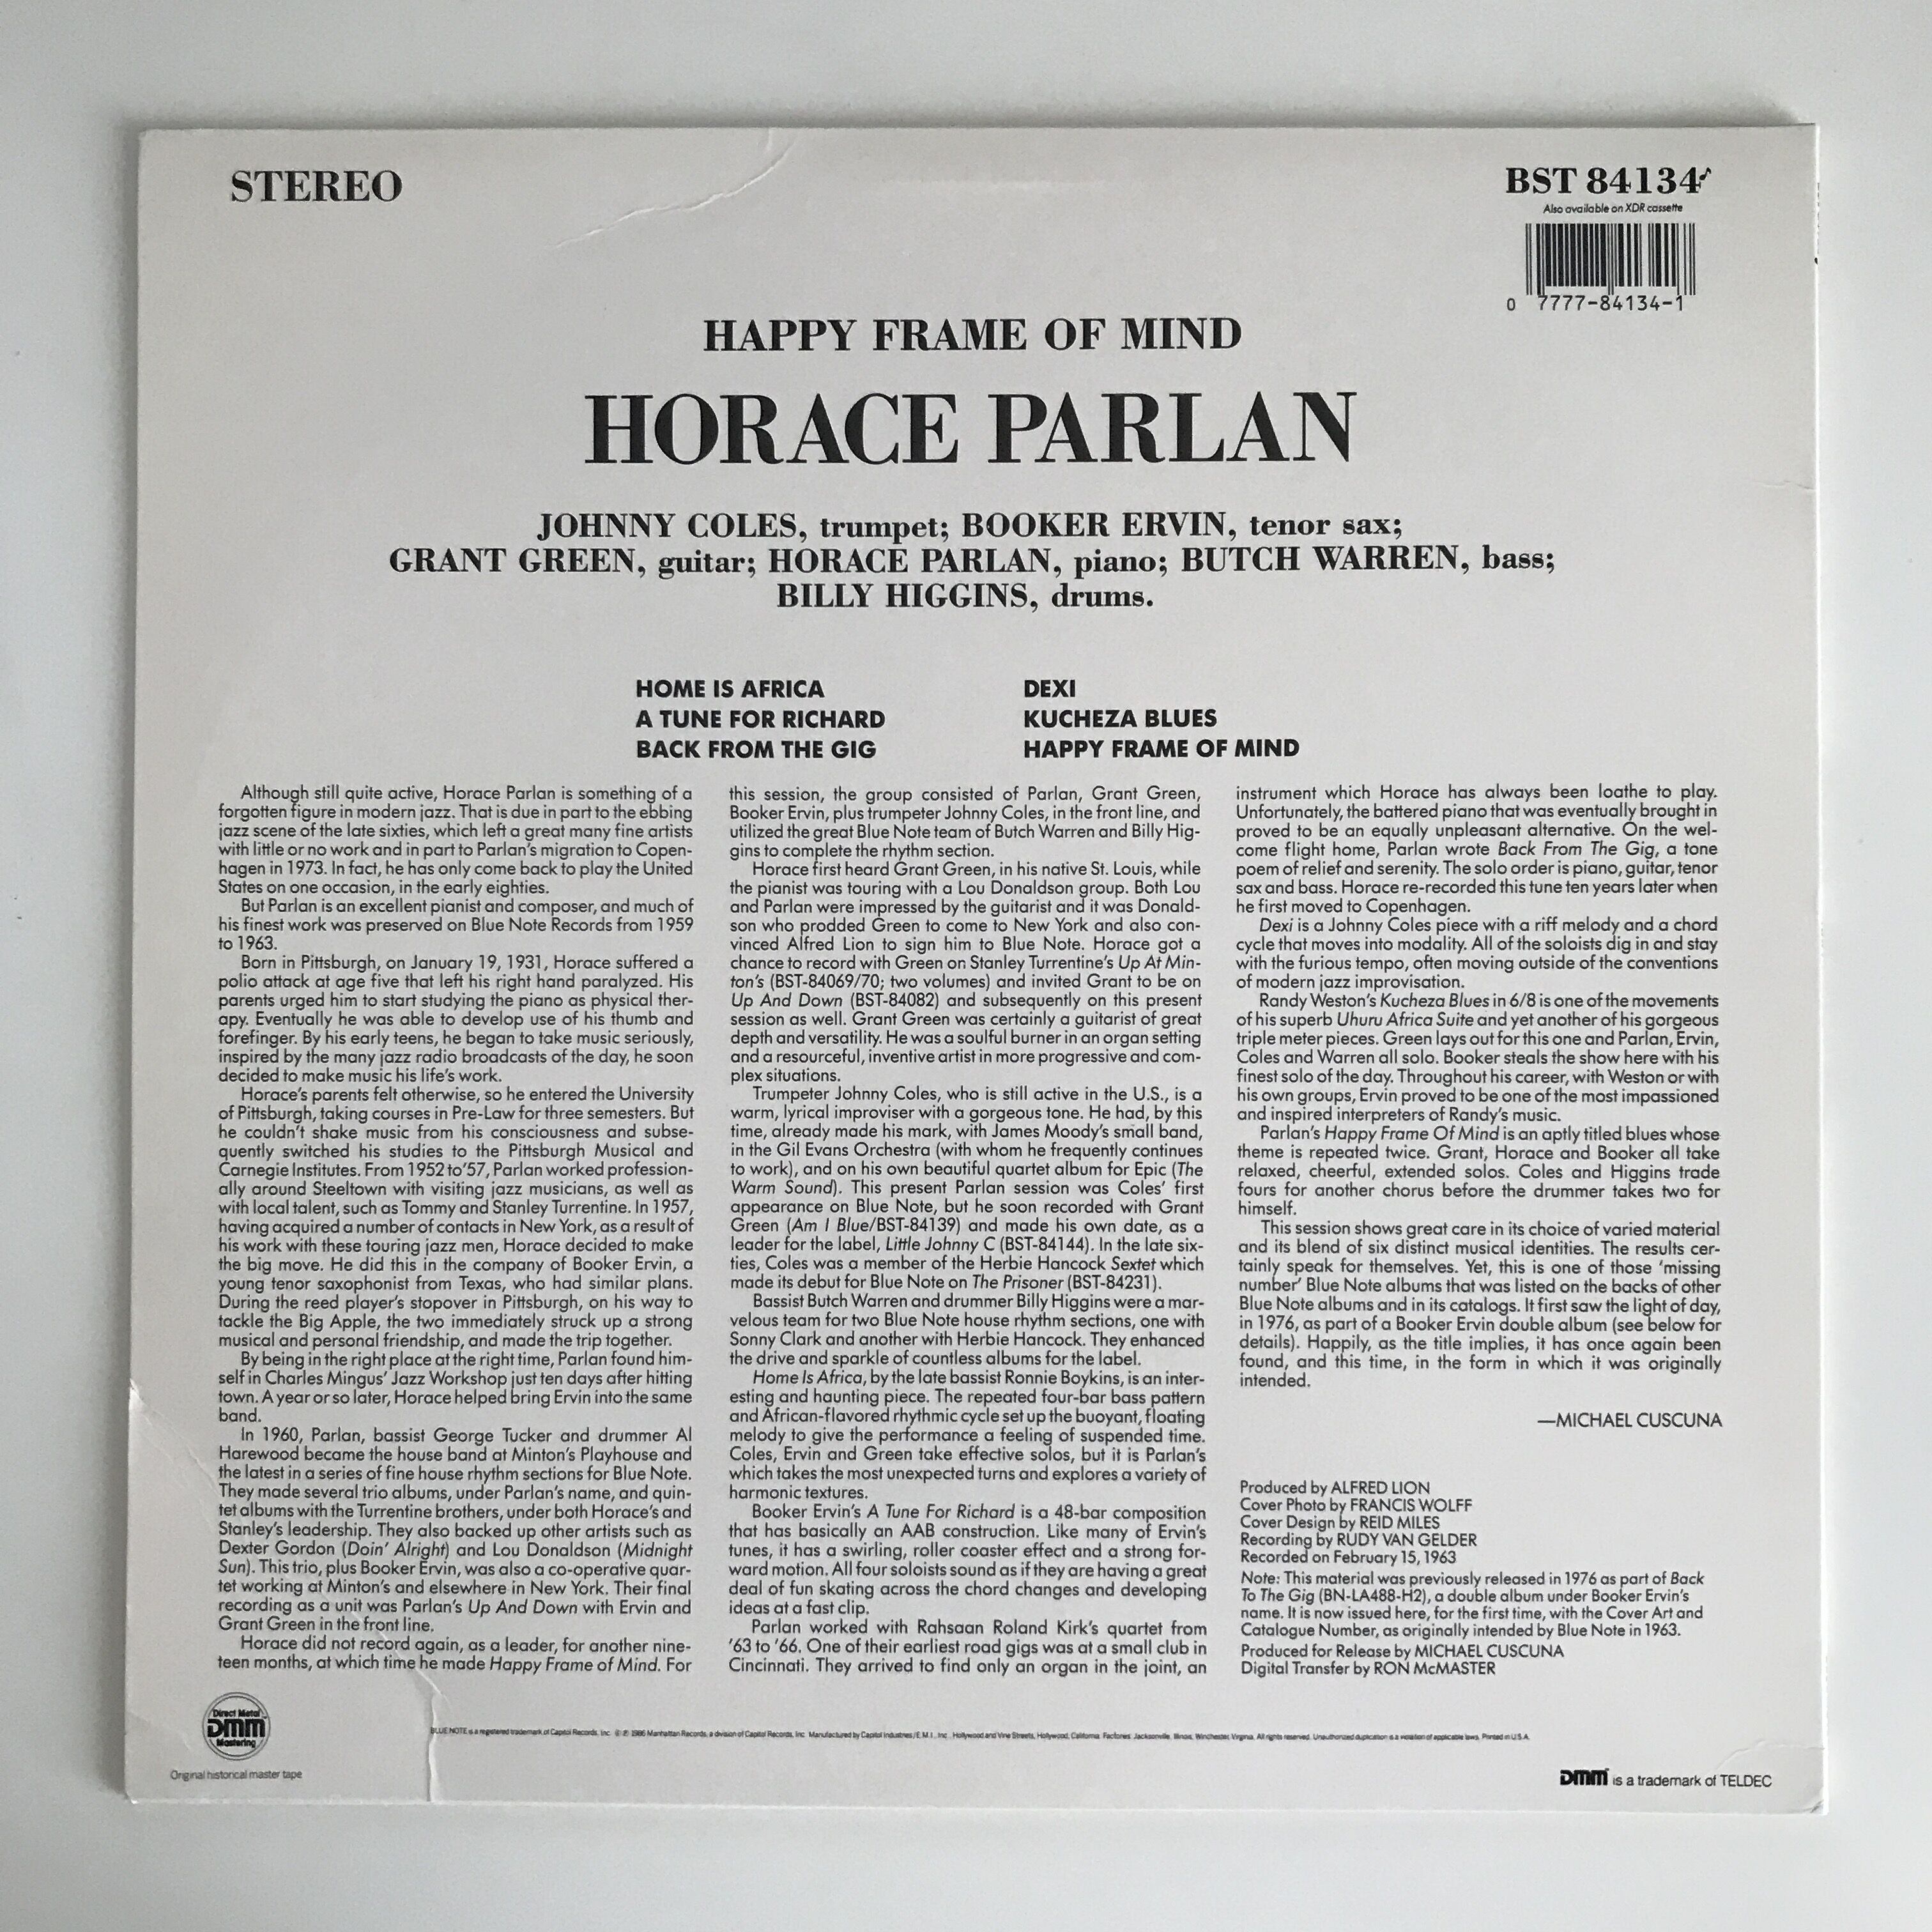 STEREO
BST 84134
Also available on XDR cassette
0 7777-84134-1
HAPPY FRAME OF MIND
HORACE PARLAN
JOHNNY COLES, trumpet; BOOKER ERVIN, tenor sax;
GRANT GREEN, guitar; HORACE PARLAN, piano; BUTCH WARREN, bass;
BILLY HIGGINS, drums.
HOME IS AFRICA
A TUNE FOR RICHARD
BACK FROM THE GIG
DEXI
KUCHEZA BLUES
HAPPY FRAME OF MIND
Although still quite active, Horace Parlan is something of a
forgotten figure in modern jazz. That is due in part to the ebbing
jazz scene of the late sixties, which left a great many fine artists
with little or no work and in part to Parlan's migration to Copen-
hagen in 1973. In fact, he has only come back to play the United
States on one occasion, in the early eighties.
But Parlan is an excellent pianist and composer, and much of
his finest work was preserved on Blue Note Records from 1959
to 1963.
Born in Pittsburgh, on January 19, 1931, Horace suffered a
polio attack at age five that left his right hand paralyzed. His
parents urged him to start studying the piano as physical ther-
apy. Eventually he was able to develop use of his thumb and
forefinger. By his early teens, he began to take music seriously,
inspired by the many jazz radio broadcasts of the day, he soon
decided to make music his life's work.
Horace's parents felt otherwise, so he entered the University
of Pittsburgh, taking courses in Pre-Law for three semesters. But
he couldn't shake music from his consciousness and subse-
quently switched his studies to the Pittsburgh Musical and
Carnegie Institutes. From 1952 to '57, Parlan worked profession-
ally around Steeltown with visiting jazz musicians, as well as
with local talent, such as Tommy and Stanley Turrentine. In 1957,
having acquired a number of contacts in New York, as a result of
his work with these touring jazz men, Horace decided to make
the big move. He did this in the company of Booker Ervin, a
young tenor saxophonist from Texas, who had similar plans.
During the reed player's stopover in Pittsburgh, on his way to
tackle the Big Apple, the two immediately struck up a strong
musical and personal friendship, and made the trip together.
By being in the right place at the right time, Parlan found him-
self in Charles Mingus' Jazz Workshop just ten days after hitting
town. A year or so later, Horace helped bring Ervin into the same
band.
In 1960, Parlan, bassist George Tucker and drummer Al
Harewood became the house band at Minton's Playhouse and
the latest in a series of fine house rhythm sections for Blue Note.
They made several trio albums, under Parlan's name, and quin-
tet albums with the Turrentine brothers, under both Horace's and
Stanley's leadership. They also backed up other artists such as
Dexter Gordon (Doin' Alright) and Lou Donaldson (Midnight
Sun). This trio, plus Booker Ervin, was also a co-operative quar-
tet working at Minton's and elsewhere in New York. Their final
recording as a unit was Parlan's Up And Down with Ervin and
Grant Green in the front line.
Horace did not record again, as a leader, for another nine-
teen months, at which time he made Happy Frame of Mind. For
this session, the group consisted of Parlan, Grant Green,
Booker Ervin, plus trumpeter Johnny Coles, in the front line, and
utilized the great Blue Note team of Butch Warren and Billy Hig-
gins to complete the rhythm section.
Horace first heard Grant Green, in his native St. Louis, while
the pianist was touring with a Lou Donaldson group. Both Lou
and Parlan were impressed by the guitarist and it was Donald-
son who prodded Green to come to New York and also con-
vinced Alfred Lion to sign him to Blue Note. Horace got a
chance to record with Green on Stanley Turrentine's Up At Min-
ton's (BST-84069/70; two volumes) and invited Grant to be on
Up And Down (BST-84082) and subsequently on this present
session as well. Grant Green was certainly a guitarist of great
depth and versatility. He was a soulful burner in an organ setting
and a resourceful, inventive artist in more progressive and com-
plex situations.
Trumpeter Johnny Coles, who is still active in the U.S., is a
warm, lyrical improviser with a gorgeous tone. He had, by this
time, already made his mark, with James Moody's small band,
in the Gil Evans Orchestra (with whom he frequently continues
to work), and on his own beautiful quartet album for Epic (The
Warm Sound). This present Parlan session was Coles' first
appearance on Blue Note, but he soon recorded with Grant
Green (Am I Blue/BST-84139) and made his own date, as a
leader for the label, Little Johnny C (BST-84144). In the late six-
ties, Coles was a member of the Herbie Hancock Sextet which
made its debut for Blue Note on The Prisoner (BST-84231).
Bassist Butch Warren and drummer Billy Higgins were a mar-
velous team for two Blue Note house rhythm sections, one with
Sonny Clark and another with Herbie Hancock. They enhanced
the drive and sparkle of countless albums for the label.
Home Is Africa, by the late bassist Ronnie Boykins, is an inter-
esting and haunting piece. The repeated four-bar bass pattern
and African-flavored rhythmic cycle set up the buoyant, floating
melody to give the performance a feeling of suspended time.
Coles, Ervin and Green take effective solos, but it is Parlan's
which takes the most unexpected turns and explores a variety of
harmonic textures.
Booker Ervin's A Tune For Richard is a 48-bar composition
that has basically an AAB construction. Like many of Ervin's
tunes, it has a swirling, roller coaster effect and a strong for-
ward motion. All four soloists sound as if they are having a great
deal of fun skating across the chord changes and developing
ideas at a fast clip.
Parlan worked with Rahsaan Roland Kirk's quartet from
'63 to '66. One of their earliest road gigs was at a small club in
Cincinnati. They arrived to find only an organ in the joint, an
instrument which Horace has always been loathe to play.
Unfortunately, the battered piano that was eventually brought in
proved to be an equally unpleasant alternative. On the wel-
come flight home, Parlan wrote Back From The Gig, a tone
poem of relief and serenity. The solo order is piano, guitar, tenor
sax and bass. Horace re-recorded this tune ten years later when
he first moved to Copenhagen.
Dexi is a Johnny Coles piece with a riff melody and a chord
cycle that moves into modality. All of the soloists dig in and stay
with the furious tempo, often moving outside of the conventions
of modern jazz improvisation.
Randy Weston's Kucheza Blues in 6/8 is one of the movements
of his superb Uhuru Africa Suite and yet another of his gorgeous
triple meter pieces. Green lays out for this one and Parlan, Ervin,
Coles and Warren all solo. Booker steals the show here with his
finest solo of the day. Throughout his career, with Weston or with
his own groups, Ervin proved to be one of the most impassioned
and inspired interpreters of Randy's music.
Parlan's Happy Frame Of Mind is an aptly titled blues whose
theme is repeated twice. Grant, Horace and Booker all take
relaxed, cheerful, extended solos. Coles and Higgins trade
fours for another chorus before the drummer takes two for
himself.
This session shows great care in its choice of varied material
and its blend of six distinct musical identities. The results cer-
tainly speak for themselves. Yet, this is one of those 'missing
number' Blue Note albums that was listed on the backs of other
Blue Note albums and in its catalogs. It first saw the light of day,
in 1976, as part of a Booker Ervin double album (see below for
details). Happily, as the title implies, it has once again been
found, and this time, in the form in which it was originally
intended.
—MICHAEL CUSCUNA
Produced by ALFRED LION
Cover Photo by FRANCIS WOLFF
Cover Design by REID MILES
Recording by RUDY VAN GELDER
Recorded on February 15, 1963
Note: This material was previously released in 1976 as part of Back
To The Gig (BN-LA488-H2), a double album under Booker Ervin's
name. It is now issued here, for the first time, with the Cover Art and
Catalogue Number, as originally intended by Blue Note in 1963.
Produced for Release by MICHAEL CUSCUNA
Digital Transfer by RON McMASTER
Direct Metal
DMM
Mastering
BLUE NOTE is a registered trademark of Capitol Records, Inc. © ℗ 1986 Manhattan Records, a division of Capitol Records, Inc. Manufactured by Capitol Industries/E.M.I., Inc. Hollywood and Vine Streets, Hollywood, California. Factories: Jacksonville, Illinois, Winchester, Virginia. All rights reserved. Unauthorized duplication is a violation of applicable laws. Printed in U.S.A.
Original historical master tape
DMM is a trademark of TELDEC